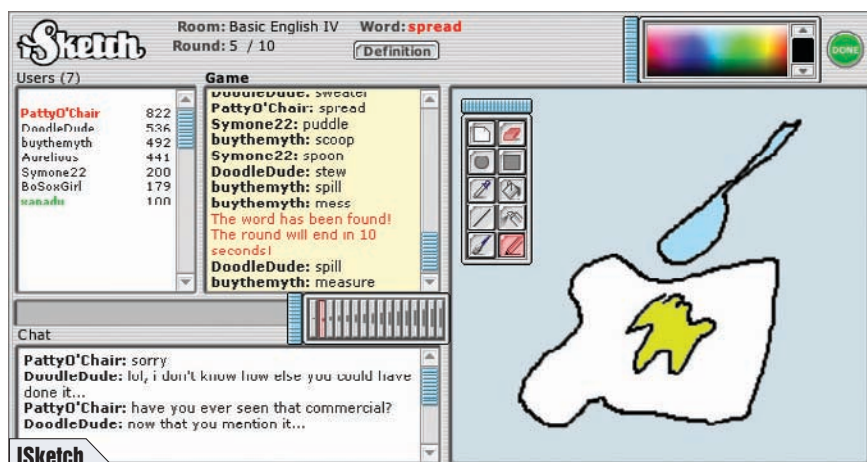 iSketch
Room: Basic English IV Word: spread
Round: 5 / 10 Definition
DONE
Users (7)
PattyO'Chair 822
DoodleDude 536
buythemyth 492
Aurelious 441
Symone22 200
BoSoxGirl 179
xanadu 100
Game
DoodleDude: sweater
PattyO'Chair: spread
Symone22: puddle
buythemyth: scoop
Symone22: spoon
DoodleDude: stew
buythemyth: spill
buythemyth: mess
The word has been found!
The round will end in 10
seconds!
DoodleDude: spill
buythemyth: measure
Chat
PattyO'Chair: sorry
DoodleDude: lol, i don't know how else you could have
done it...
PattyO'Chair: have you ever seen that commercial?
DoodleDude: now that you mention it...
ISketch